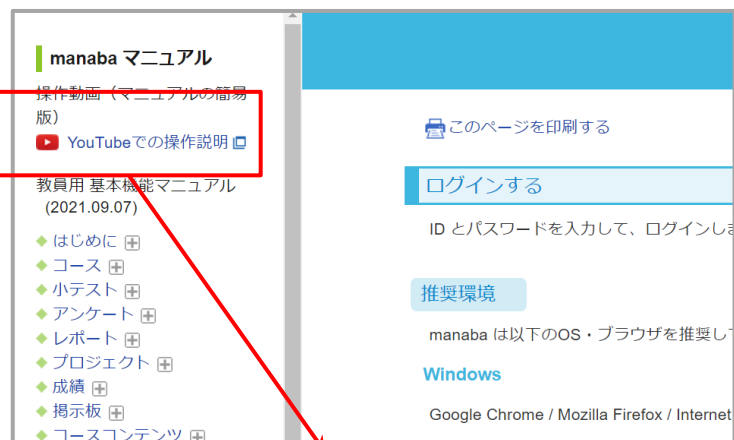 manaba マニュアル
操作動画（マニュアルの簡易
版）
YouTubeでの操作説明
教員用 基本機能マニュアル
(2021.09.07)
はじめに
コース
小テスト
アンケート
レポート
プロジェクト
成績
掲示板
コースコンテンツ
このページを印刷する
ログインする
ID とパスワードを入力して、ログインしま
推奨環境
manaba は以下のOS・ブラウザを推奨して
Windows
Google Chrome / Mozilla Firefox / Internet